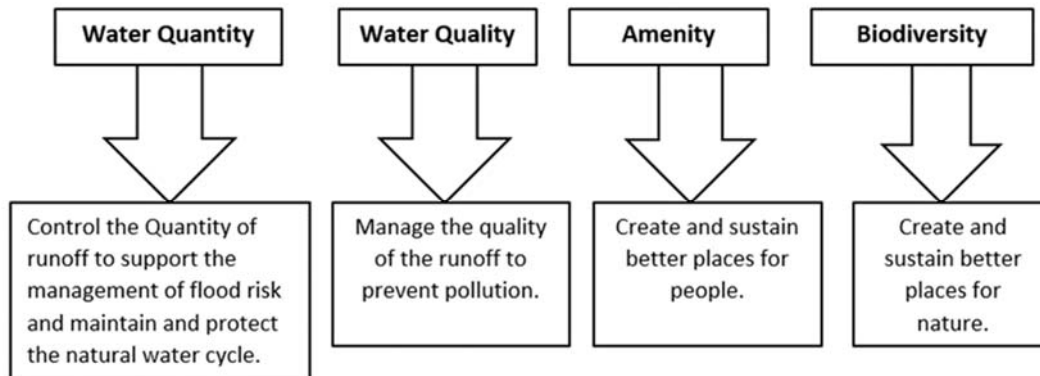 Water Quantity
Water Quality
Amenity
Biodiversity
Control the Quantity of
runoff to support the
management of flood risk
and maintain and protect
the natural water cycle.
Manage the quality
of the runoff to
prevent pollution.
Create and sustain
better places for
people.
Create and
sustain better
places for
nature.